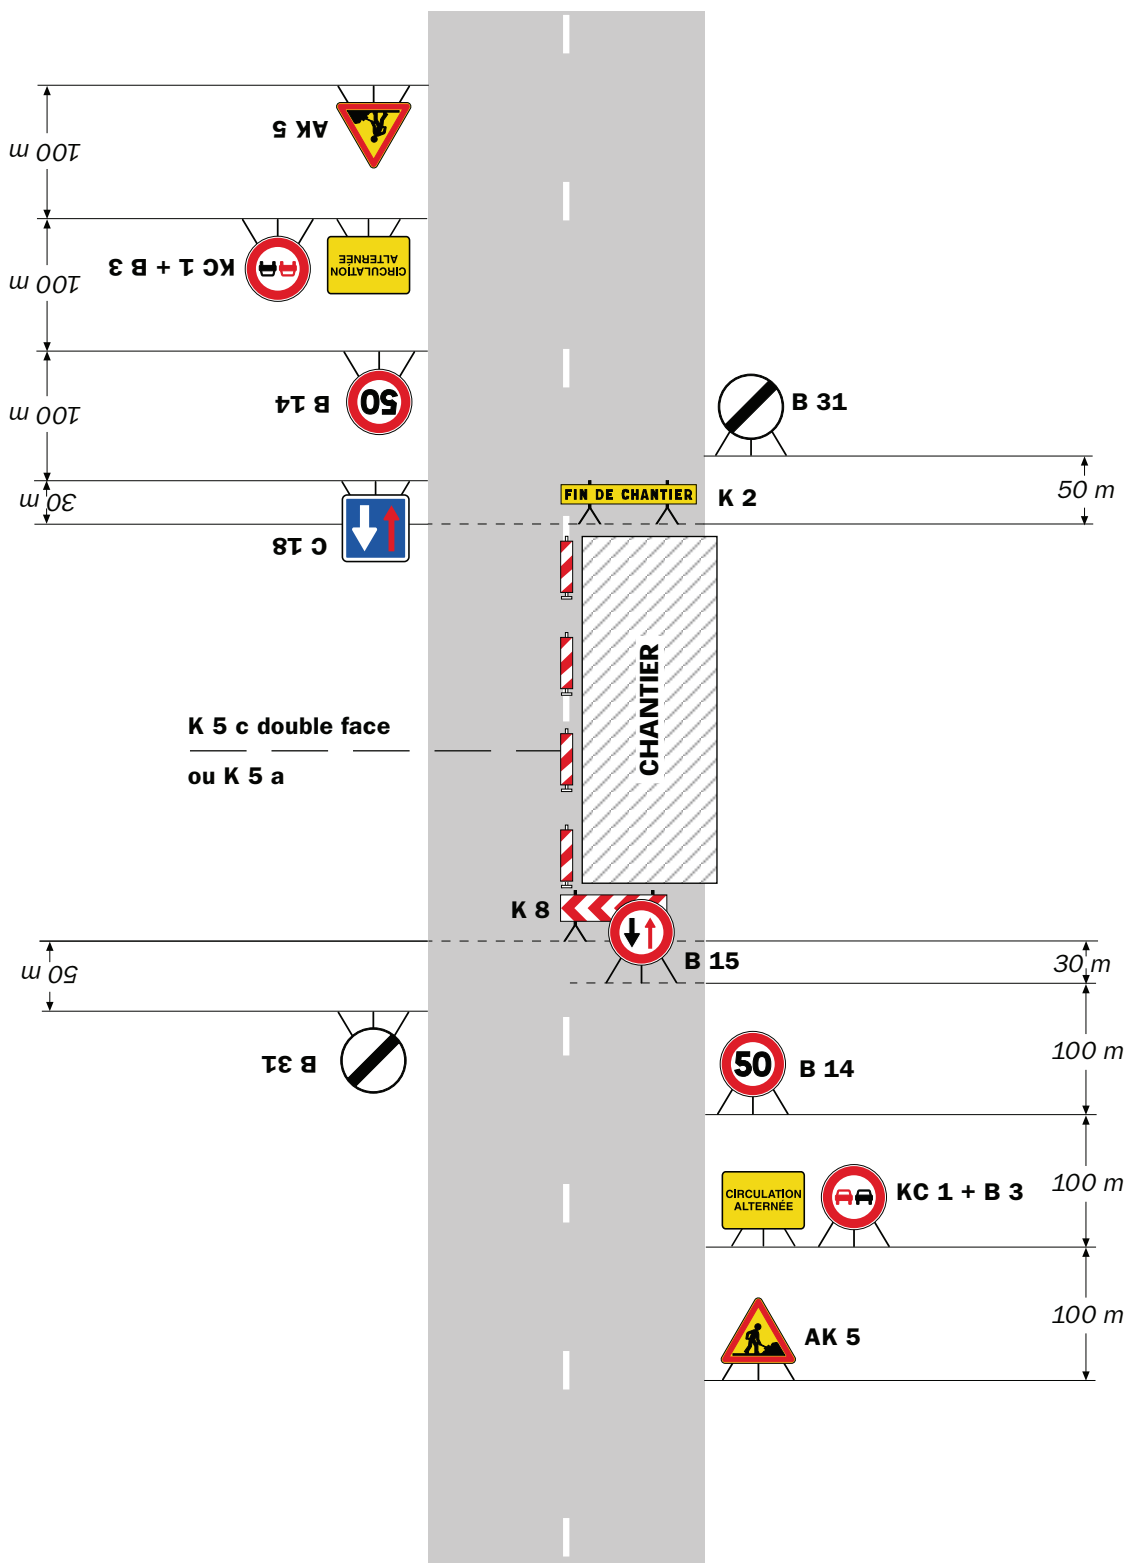 AK 5
100 m
KC 1 + B 3
CIRCULATION
ALTERNÉE
100 m
B 14
50
100 m
B 31
30 m
FIN DE CHANTIER
K 2
50 m
C 18
CHANTIER
K 5 c double face
ou K 5 a
K 8
B 15
50 m
30 m
B 31
50
B 14
100 m
CIRCULATION
ALTERNÉE
KC 1 + B 3
100 m
AK 5
100 m